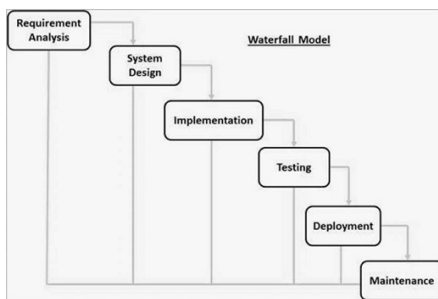 Requirement
Analysis
Waterfall Model
System
Design
Implementation
Testing
Deployment
Maintenance